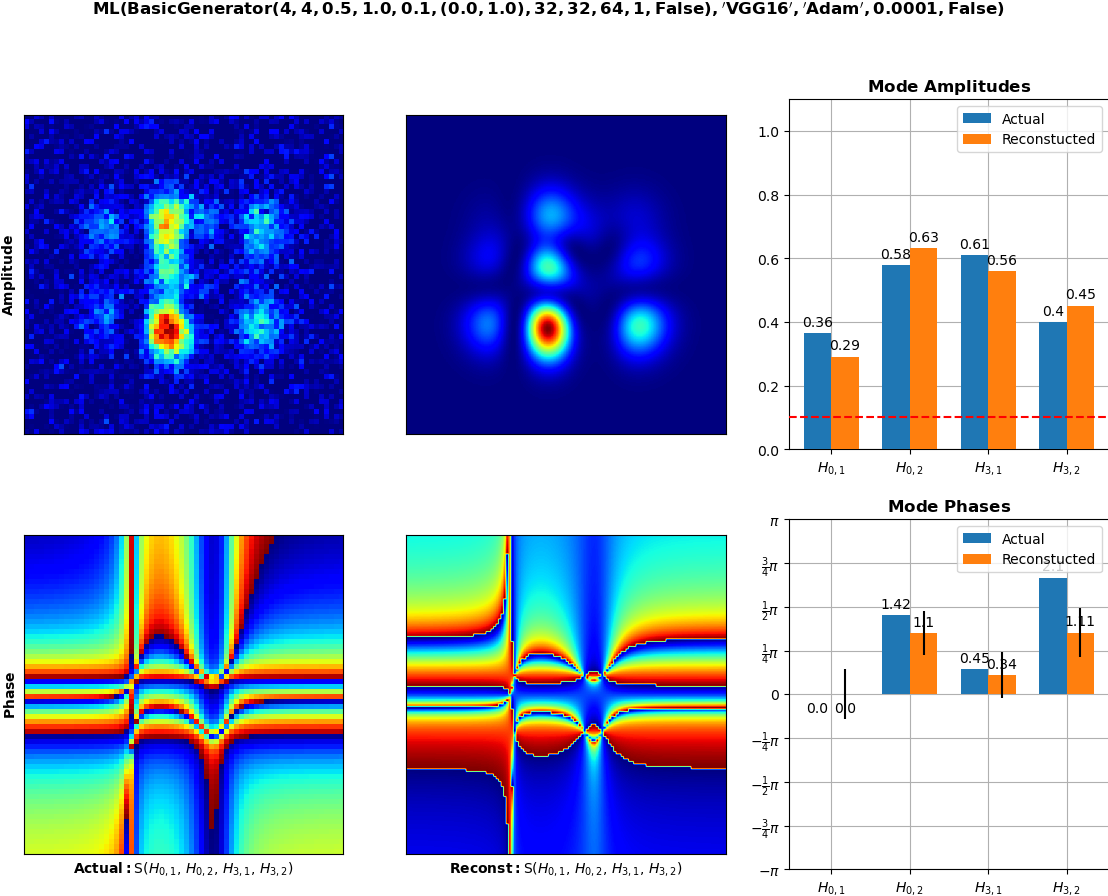 ML(BasicGenerator(4, 4, 0.5, 1.0, 0.1, (0.0, 1.0), 32, 32, 64, 1, False), ′VGG16′, ′Adam′, 0.0001, False)
Amplitude
Mode Amplitudes
Actual
Reconstucted
1.0
0.8
0.6
0.4
0.2
0.0
0.36
0.29
0.58
0.63
0.61
0.56
0.4
0.45
H0,1
H0,2
H3,1
H3,2
Phase
Actual: S(H0,1, H0,2, H3,1, H3,2)
Reconst: S(H0,1, H0,2, H3,1, H3,2)
Mode Phases
Actual
Reconstucted
π
3/4π
1/2π
1/4π
0
−1/4π
−1/2π
−3/4π
−π
0.0
0.0
1.42
1.1
0.45
0.34
2.1
1.11
H0,1
H0,2
H3,1
H3,2